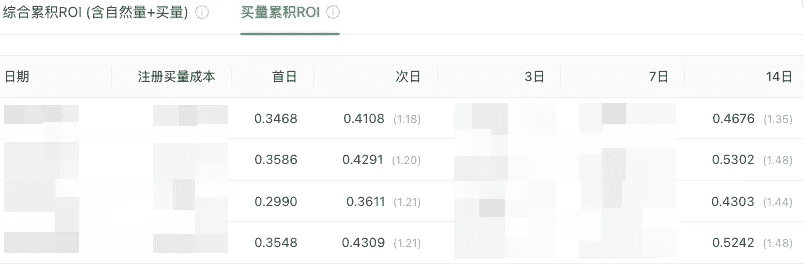 综合累积ROI (含自然量+买量) 买量累积ROI
日期 注册买量成本 首日 次日 3日 7日 14日
0.3468 0.4108 (1.18) 0.4676 (1.35)
0.3586 0.4291 (1.20) 0.5302 (1.48)
0.2990 0.3611 (1.21) 0.4303 (1.44)
0.3548 0.4309 (1.21) 0.5242 (1.48)